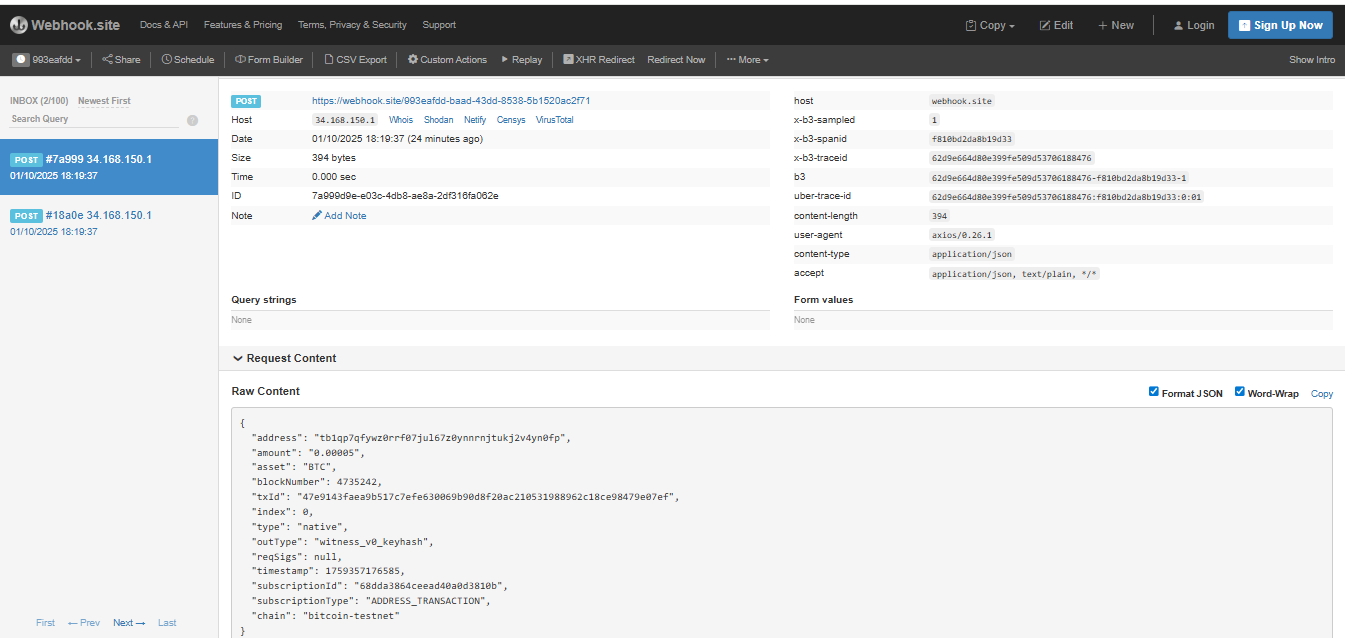 Webhook.site Docs & API Features & Pricing Terms, Privacy & Security Support Copy Edit + New Login Sign Up Now
993eafdd Share Schedule Form Builder CSV Export Custom Actions Replay XHR Redirect Redirect Now ··· More Show Intro
INBOX (2/100) Newest First
Search Query ?
POST #7a999 34.168.150.1
01/10/2025 18:19:37
POST #18a0e 34.168.150.1
01/10/2025 18:19:37
First ← Prev Next → Last
POST https://webhook.site/993eafdd-baad-43dd-8538-5b1520ac2f71
Host 34.168.150.1 Whois Shodan Netify Censys VirusTotal
Date 01/10/2025 18:19:37 (24 minutes ago)
Size 394 bytes
Time 0.000 sec
ID 7a999d9e-e03c-4db8-ae8a-2df316fa062e
Note Add Note
host webhook.site
x-b3-sampled 1
x-b3-spanid f810bd2da8b19d33
x-b3-traceid 62d9e664d80e399fe509d53706188476
b3 62d9e664d80e399fe509d53706188476-f810bd2da8b19d33-1
uber-trace-id 62d9e664d80e399fe509d53706188476:f810bd2da8b19d33:0:01
content-length 394
user-agent axios/0.26.1
content-type application/json
accept application/json, text/plain, */*
Query strings
None
Form values
None
Request Content
Raw Content Format JSON Word-Wrap Copy
{
"address": "tb1qp7qfywz0rrf07jul67z0ynnrnjtukj2v4yn0fp",
"amount": "0.00005",
"asset": "BTC",
"blockNumber": 4735242,
"txId": "47e9143faea9b517c7efe630069b90d8f20ac210531988962c18ce98479e07ef",
"index": 0,
"type": "native",
"outType": "witness_v0_keyhash",
"reqSigs": null,
"timestamp": 1759357176585,
"subscriptionId": "68dda3864ceead40a0d3810b",
"subscriptionType": "ADDRESS_TRANSACTION",
"chain": "bitcoin-testnet"
}